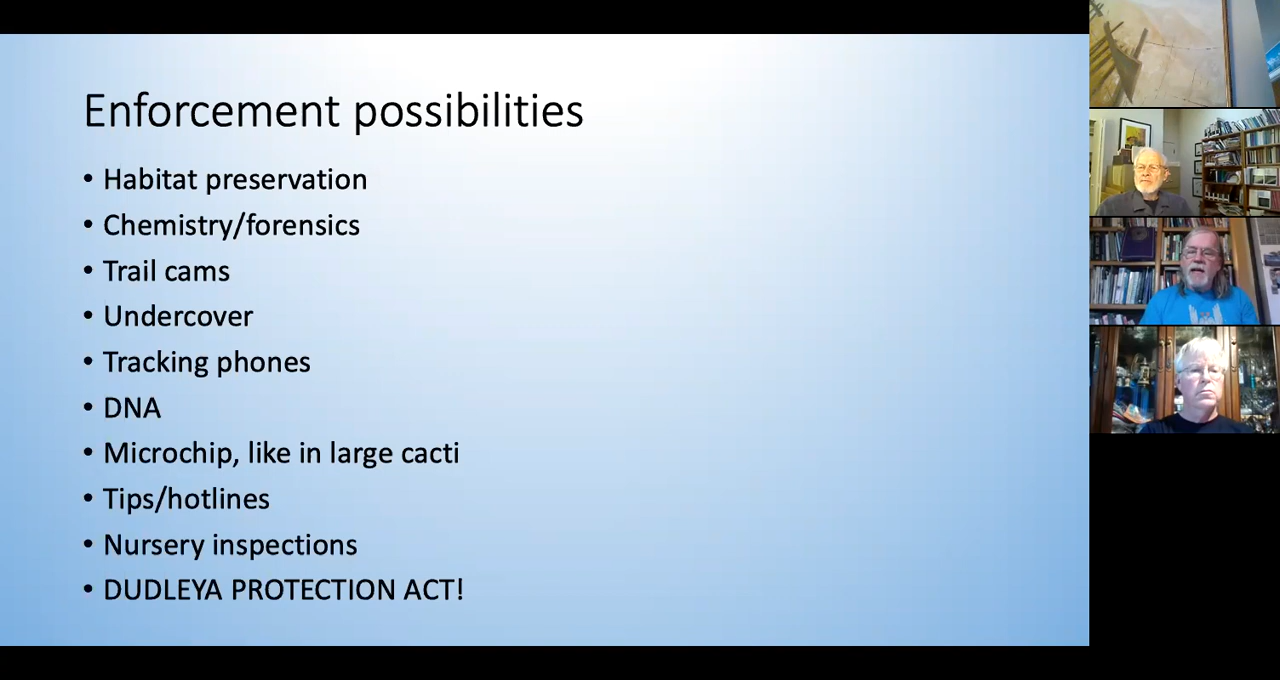 Enforcement possibilities
• Habitat preservation
• Chemistry/forensics
• Trail cams
• Undercover
• Tracking phones
• DNA
• Microchip, like in large cacti
• Tips/hotlines
• Nursery inspections
• DUDLEYA PROTECTION ACT!